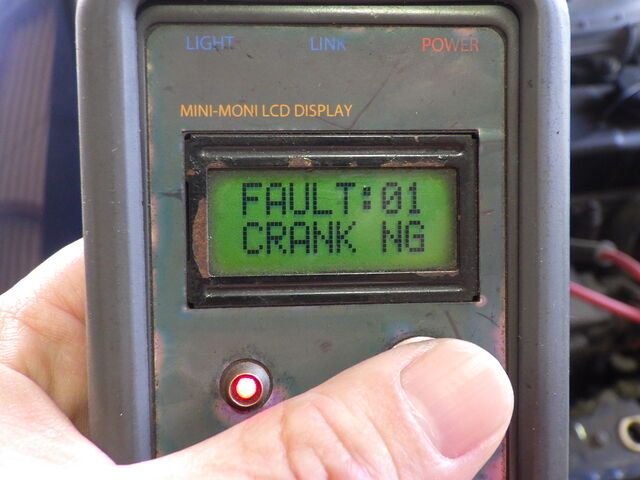 LIGHT LINK POWER
MINI-MONI LCD DISPLAY
FAULT:01
CRANK NG